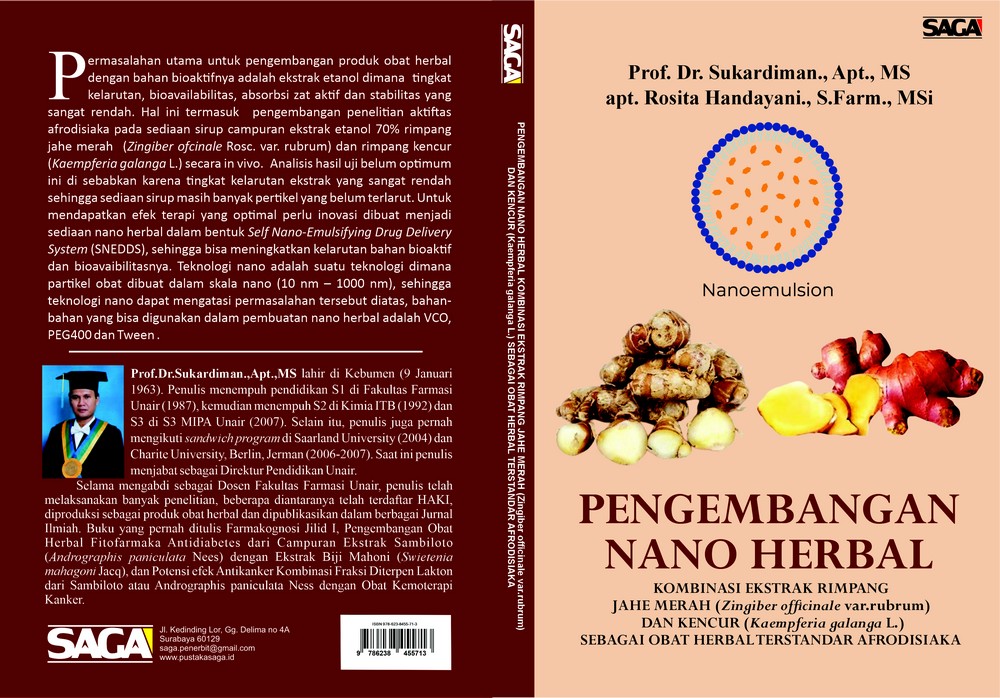 Permasalahan utama untuk pengembangan produk obat herbal
dengan bahan bioaktifnya adalah ekstrak etanol dimana tingkat
kelarutan, bioavailabilitas, absorbsi zat aktif dan stabilitas yang
sangat rendah. Hal ini termasuk pengembangan penelitian aktiftas
afrodisiaka pada sediaan sirup campuran ekstrak etanol 70% rimpang
jahe merah (Zingiber ofcinale Rosc. var. rubrum) dan rimpang kencur
(Kaempferia galanga L.) secara in vivo. Analisis hasil uji belum optimum
ini di sebabkan karena tingkat kelarutan ekstrak yang sangat rendah
sehingga sediaan sirup masih banyak pertikel yang belum terlarut. Untuk
mendapatkan efek terapi yang optimal perlu inovasi dibuat menjadi
sediaan nano herbal dalam bentuk Self Nano-Emulsifying Drug Delivery
System (SNEDDS), sehingga bisa meningkatkan kelarutan bahan bioaktif
dan bioavaibilitasnya. Teknologi nano adalah suatu teknologi dimana
partikel obat dibuat dalam skala nano (10 nm – 1000 nm), sehingga
teknologi nano dapat mengatasi permasalahan tersebut diatas, bahan-
bahan yang bisa digunakan dalam pembuatan nano herbal adalah VCO,
PEG400 dan Tween .
Prof.Dr.Sukardiman.,Apt.,MS lahir di Kebumen (9 Januari
1963). Penulis menempuh pendidikan S1 di Fakultas Farmasi
Unair (1987), kemudian menempuh S2 di Kimia ITB (1992) dan
S3 di S3 MIPA Unair (2007). Selain itu, penulis juga pernah
mengikuti sandwich program di Saarland University (2004) dan
Charite University, Berlin, Jerman (2006-2007). Saat ini penulis
menjabat sebagai Direktur Pendidikan Unair.
Selama mengabdi sebagai Dosen Fakultas Farmasi Unair, penulis telah
melaksanakan banyak penelitian, beberapa diantaranya telah terdaftar HAKI,
diproduksi sebagai produk obat herbal dan dipublikasikan dalam berbagai Jurnal
Ilmiah. Buku yang pernah ditulis Farmakognosi Jilid I, Pengembangan Obat
Herbal Fitofarmaka Antidiabetes dari Campuran Ekstrak Sambiloto
(Andrographis paniculata Nees) dengan Ekstrak Biji Mahoni (Swietenia
mahagoni Jacq), dan Potensi efek Antikanker Kombinasi Fraksi Diterpen Lakton
dari Sambiloto atau Andrographis paniculata Ness dengan Obat Kemoterapi
Kanker.
SAGA
Jl. Kedinding Lor, Gg. Delima no 4A
Surabaya 60129
saga.penerbit@gmail.com
www.pustakasaga.id
ISBN 978-623-8455-71-3
9 786238 455713
SAGA
PENGEMBANGAN NANO HERBAL KOMBINASI EKSTRAK RIMPANG JAHE MERAH (Zingiber officinale var.rubrum)
DAN KENCUR (Kaempferia galanga L.) SEBAGAI OBAT HERBAL TERSTANDAR AFRODISIAKA
SAGA
Prof. Dr. Sukardiman., Apt., MS
apt. Rosita Handayani., S.Farm., MSi
Nanoemulsion
PENGEMBANGAN
NANO HERBAL
KOMBINASI EKSTRAK RIMPANG
JAHE MERAH (Zingiber officinale var.rubrum)
DAN KENCUR (Kaempferia galanga L.)
SEBAGAI OBAT HERBAL TERSTANDAR AFRODISIAKA